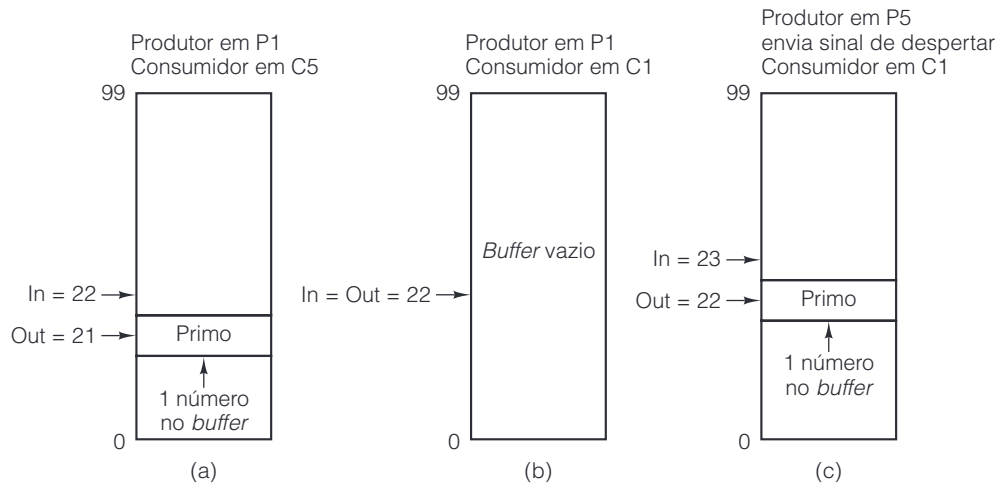 Produtor em P1
Consumidor em C5
99
In = 22
Out = 21
Primo
1 número
no buffer
0
(a)
Produtor em P1
Consumidor em C1
99
Buffer vazio
In = Out = 22
0
(b)
Produtor em P5
envia sinal de despertar
Consumidor em C1
99
In = 23
Out = 22
Primo
1 número
no buffer
0
(c)